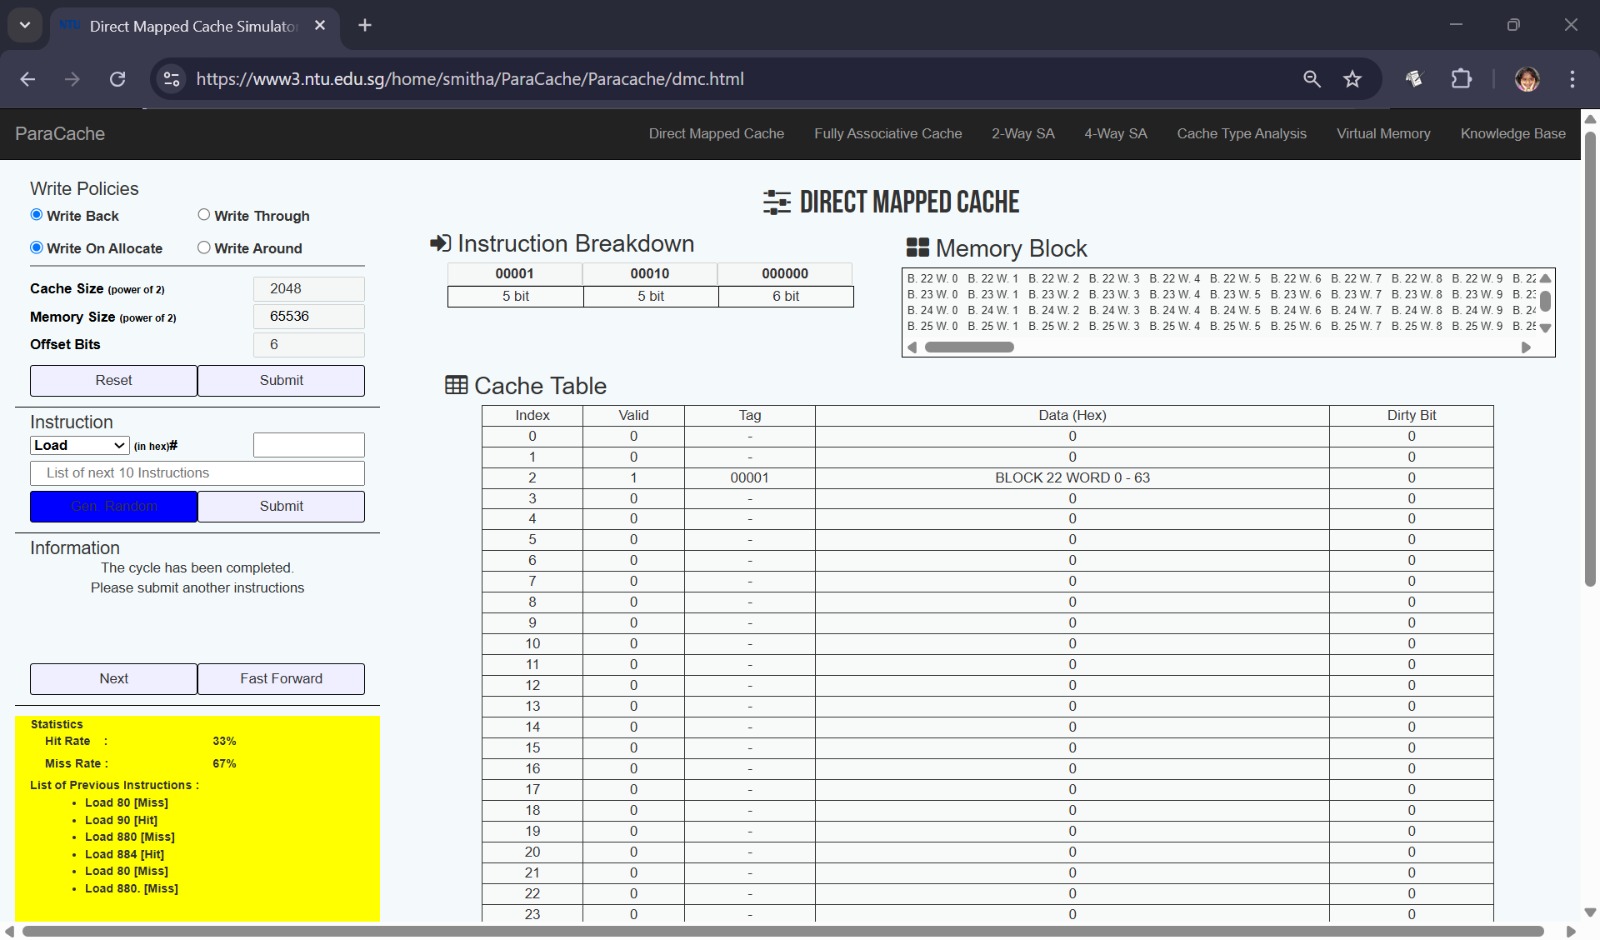 NTU Direct Mapped Cache Simulato
https://www3.ntu.edu.sg/home/smitha/ParaCache/Paracache/dmc.html
ParaCache Direct Mapped Cache Fully Associative Cache 2-Way SA 4-Way SA Cache Type Analysis Virtual Memory Knowledge Base
Write Policies
Write Back Write Through
Write On Allocate Write Around
Cache Size (power of 2) 2048
Memory Size (power of 2) 65536
Offset Bits 6
Reset Submit
Instruction
Load (in hex)#
List of next 10 Instructions
Gen. Random Submit
Information
The cycle has been completed.
Please submit another instructions
Next Fast Forward
Statistics
Hit Rate : 33%
Miss Rate : 67%
List of Previous Instructions :
• Load 80 [Miss]
• Load 90 [Hit]
• Load 880 [Miss]
• Load 884 [Hit]
• Load 80 [Miss]
• Load 880. [Miss]
DIRECT MAPPED CACHE
Instruction Breakdown
00001 00010 000000
5 bit 5 bit 6 bit
Memory Block
B. 22 W. 0 B. 22 W. 1 B. 22 W. 2 B. 22 W. 3 B. 22 W. 4 B. 22 W. 5 B. 22 W. 6 B. 22 W. 7 B. 22 W. 8 B. 22 W. 9 B. 22
B. 23 W. 0 B. 23 W. 1 B. 23 W. 2 B. 23 W. 3 B. 23 W. 4 B. 23 W. 5 B. 23 W. 6 B. 23 W. 7 B. 23 W. 8 B. 23 W. 9 B. 23
B. 24 W. 0 B. 24 W. 1 B. 24 W. 2 B. 24 W. 3 B. 24 W. 4 B. 24 W. 5 B. 24 W. 6 B. 24 W. 7 B. 24 W. 8 B. 24 W. 9 B. 24
B. 25 W. 0 B. 25 W. 1 B. 25 W. 2 B. 25 W. 3 B. 25 W. 4 B. 25 W. 5 B. 25 W. 6 B. 25 W. 7 B. 25 W. 8 B. 25 W. 9 B. 25
Cache Table
Index Valid Tag Data (Hex) Dirty Bit
0 0 - 0 0
1 0 - 0 0
2 1 00001 BLOCK 22 WORD 0 - 63 0
3 0 - 0 0
4 0 - 0 0
5 0 - 0 0
6 0 - 0 0
7 0 - 0 0
8 0 - 0 0
9 0 - 0 0
10 0 - 0 0
11 0 - 0 0
12 0 - 0 0
13 0 - 0 0
14 0 - 0 0
15 0 - 0 0
16 0 - 0 0
17 0 - 0 0
18 0 - 0 0
19 0 - 0 0
20 0 - 0 0
21 0 - 0 0
22 0 - 0 0
23 0 - 0 0